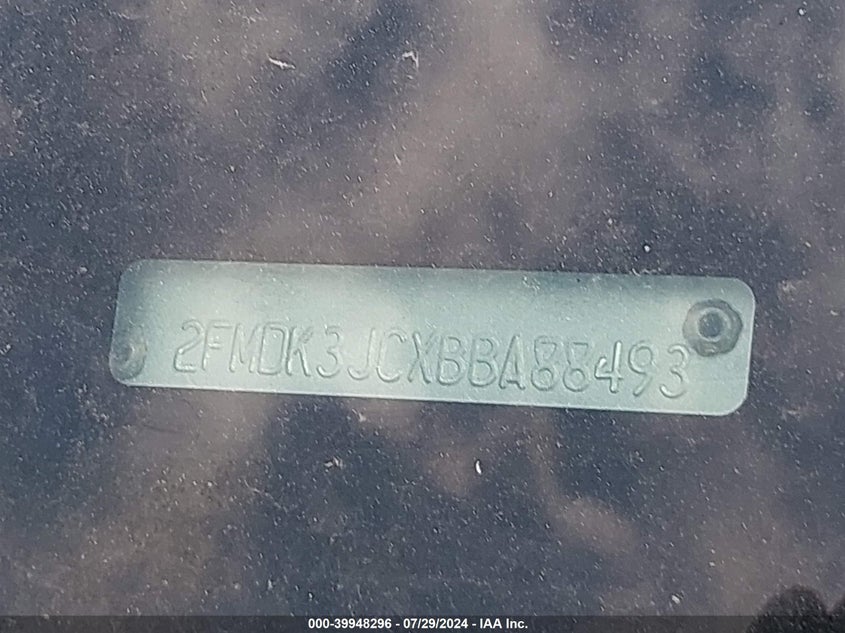 2FMDK3JCXBBA88493
000-39948296 - 07/29/2024 - IAA Inc.